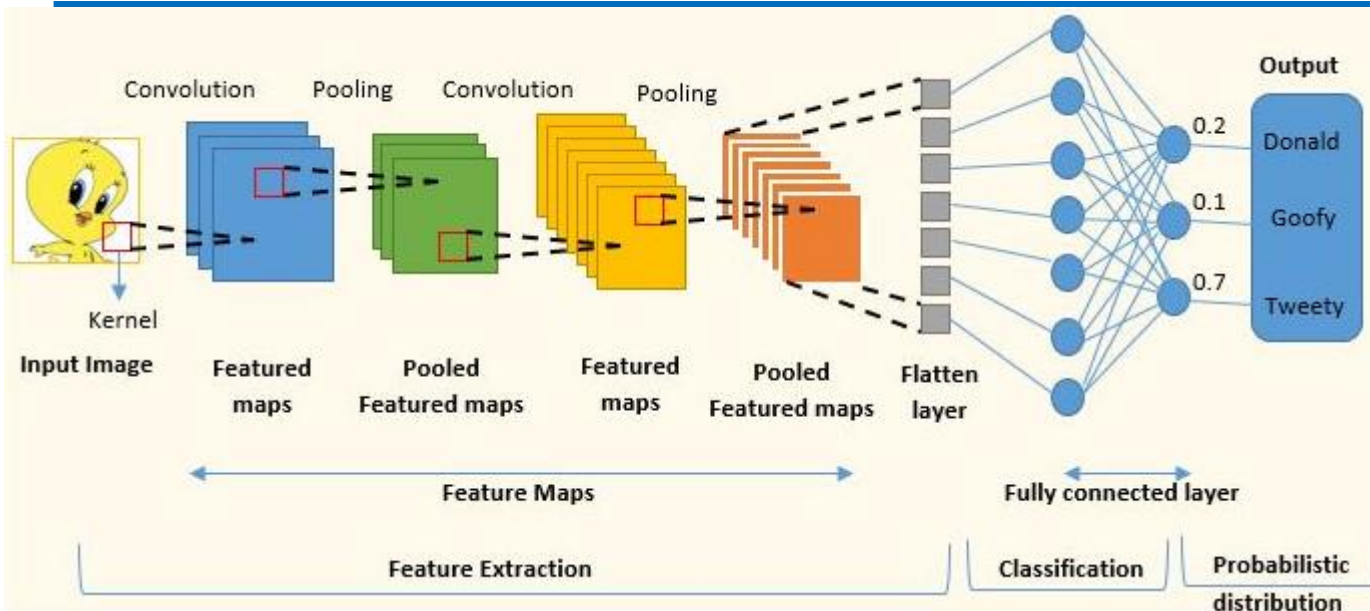 Convolution
Pooling
Convolution
Pooling
Output
0.2
Donald
0.1
Goofy
0.7
Tweety
Kernel
Input Image
Featured
maps
Pooled
Featured maps
Featured
maps
Pooled
Featured maps
Flatten
layer
Feature Maps
Fully connected layer
Feature Extraction
Classification
Probabilistic
distribution